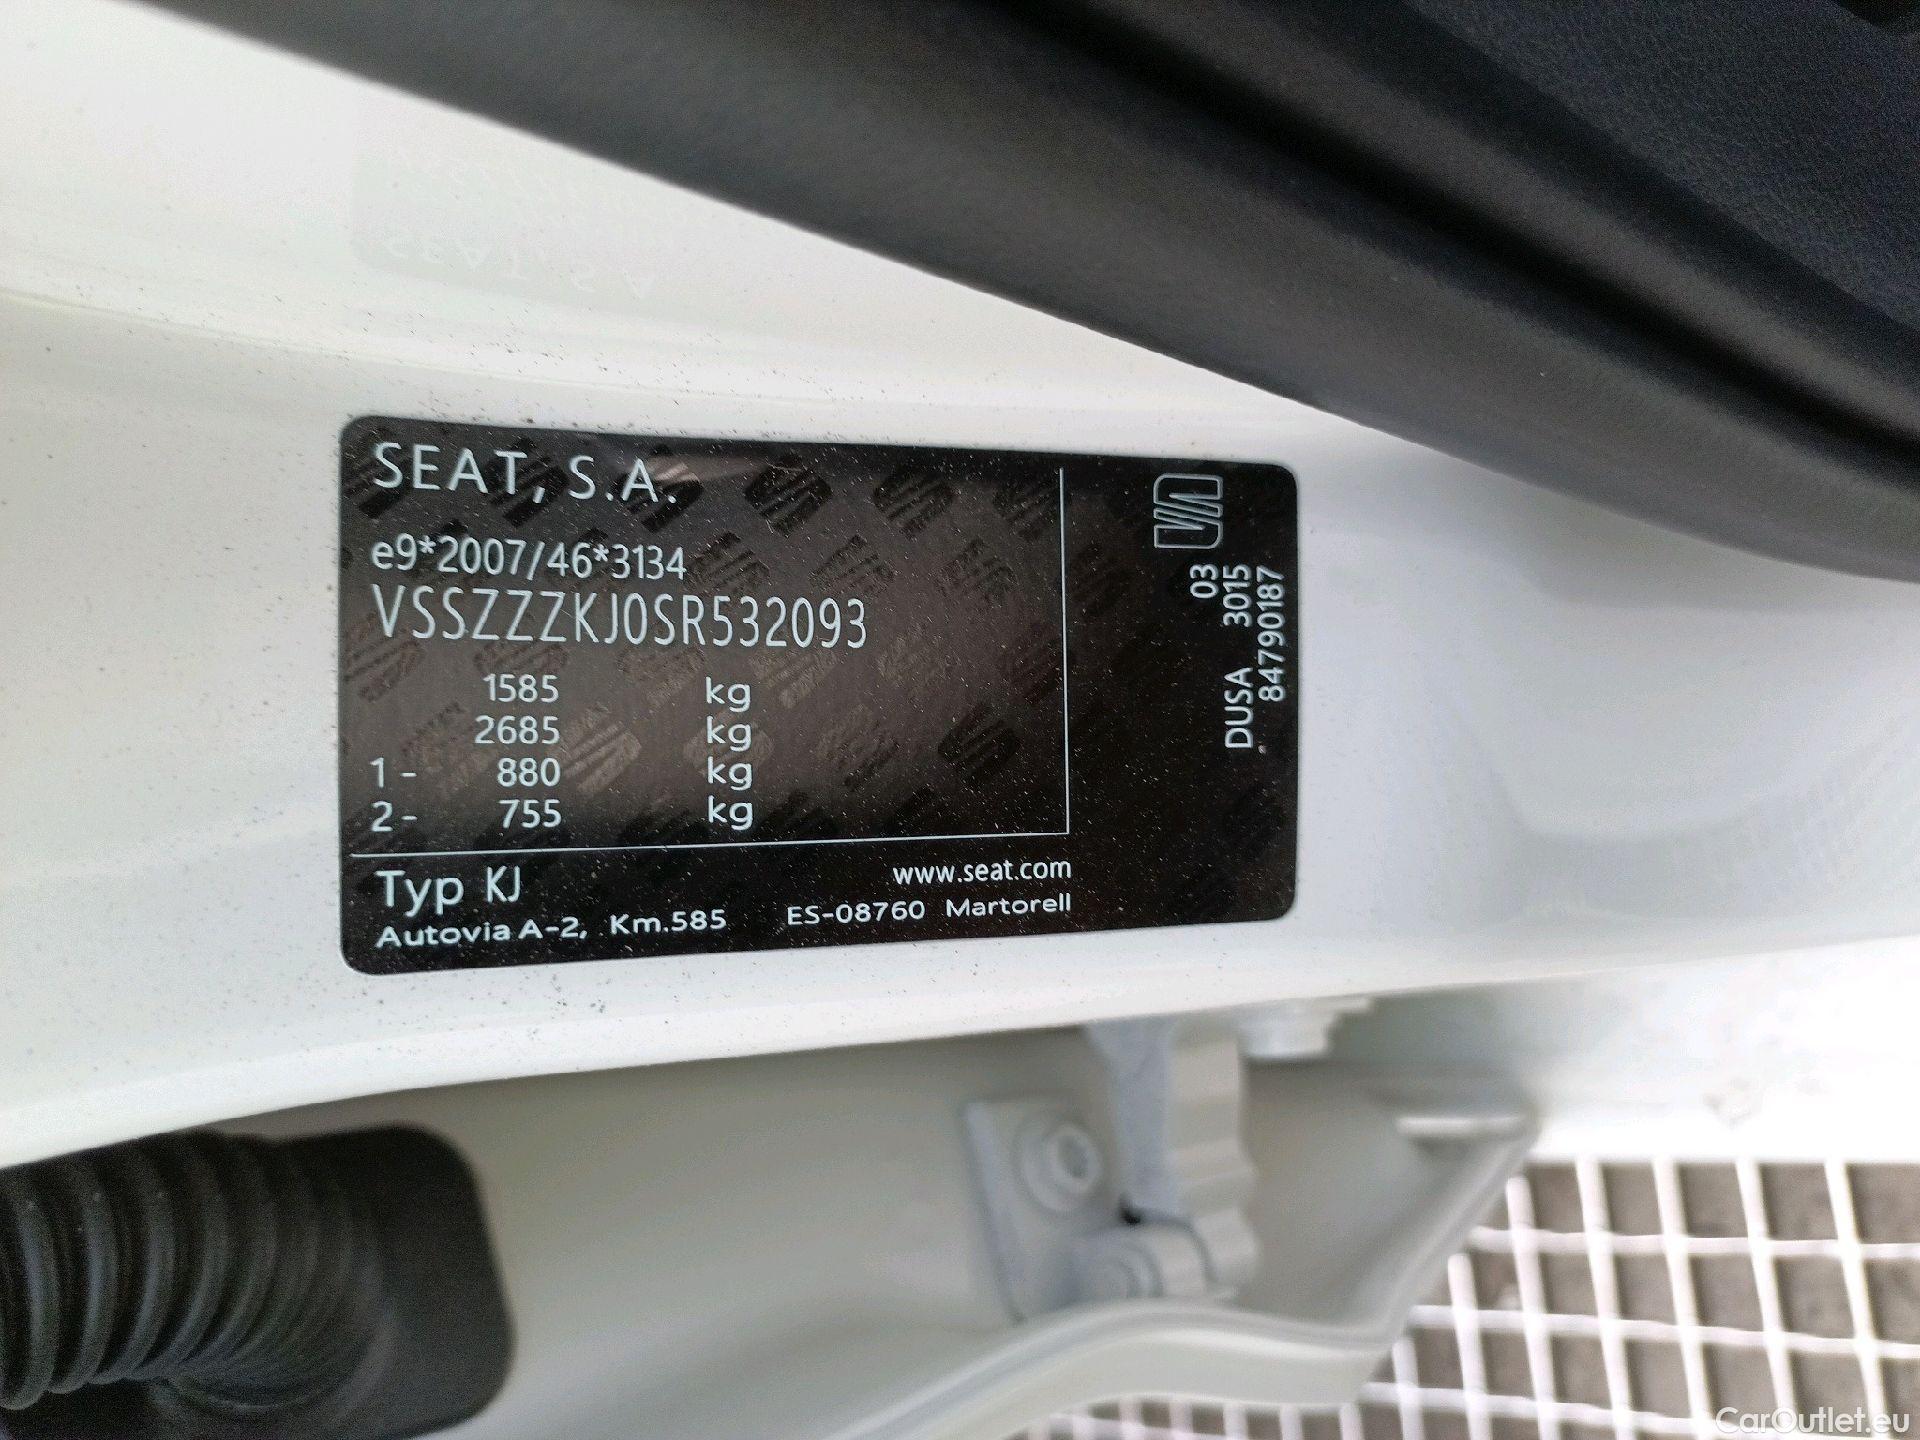 SEAT, S.A.
e9*2007/46*3134
VSSZZZKJ0SR532093
1585 kg
2685 kg
1- 880 kg
2- 755 kg
Typ KJ
www.seat.com
Autovia A-2, Km.585 ES-08760 Martorell
03
DUSA 3015
84790187
CarOutlet.eu